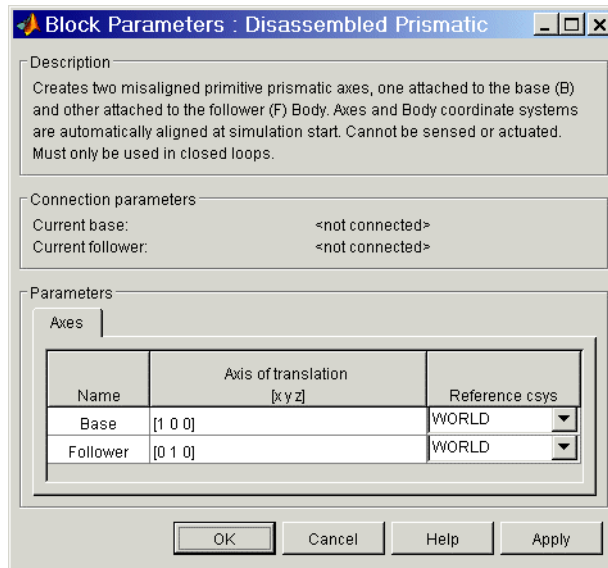 Block Parameters : Disassembled Prismatic
Description
Creates two misaligned primitive prismatic axes, one attached to the base (B)
and other attached to the follower (F) Body. Axes and Body coordinate systems
are automatically aligned at simulation start. Cannot be sensed or actuated.
Must only be used in closed loops.
Connection parameters
Current base: <not connected>
Current follower: <not connected>
Parameters
Axes
Name Axis of translation [x y z] Reference csys
Base [1 0 0] WORLD
Follower [0 1 0] WORLD
OK Cancel Help Apply